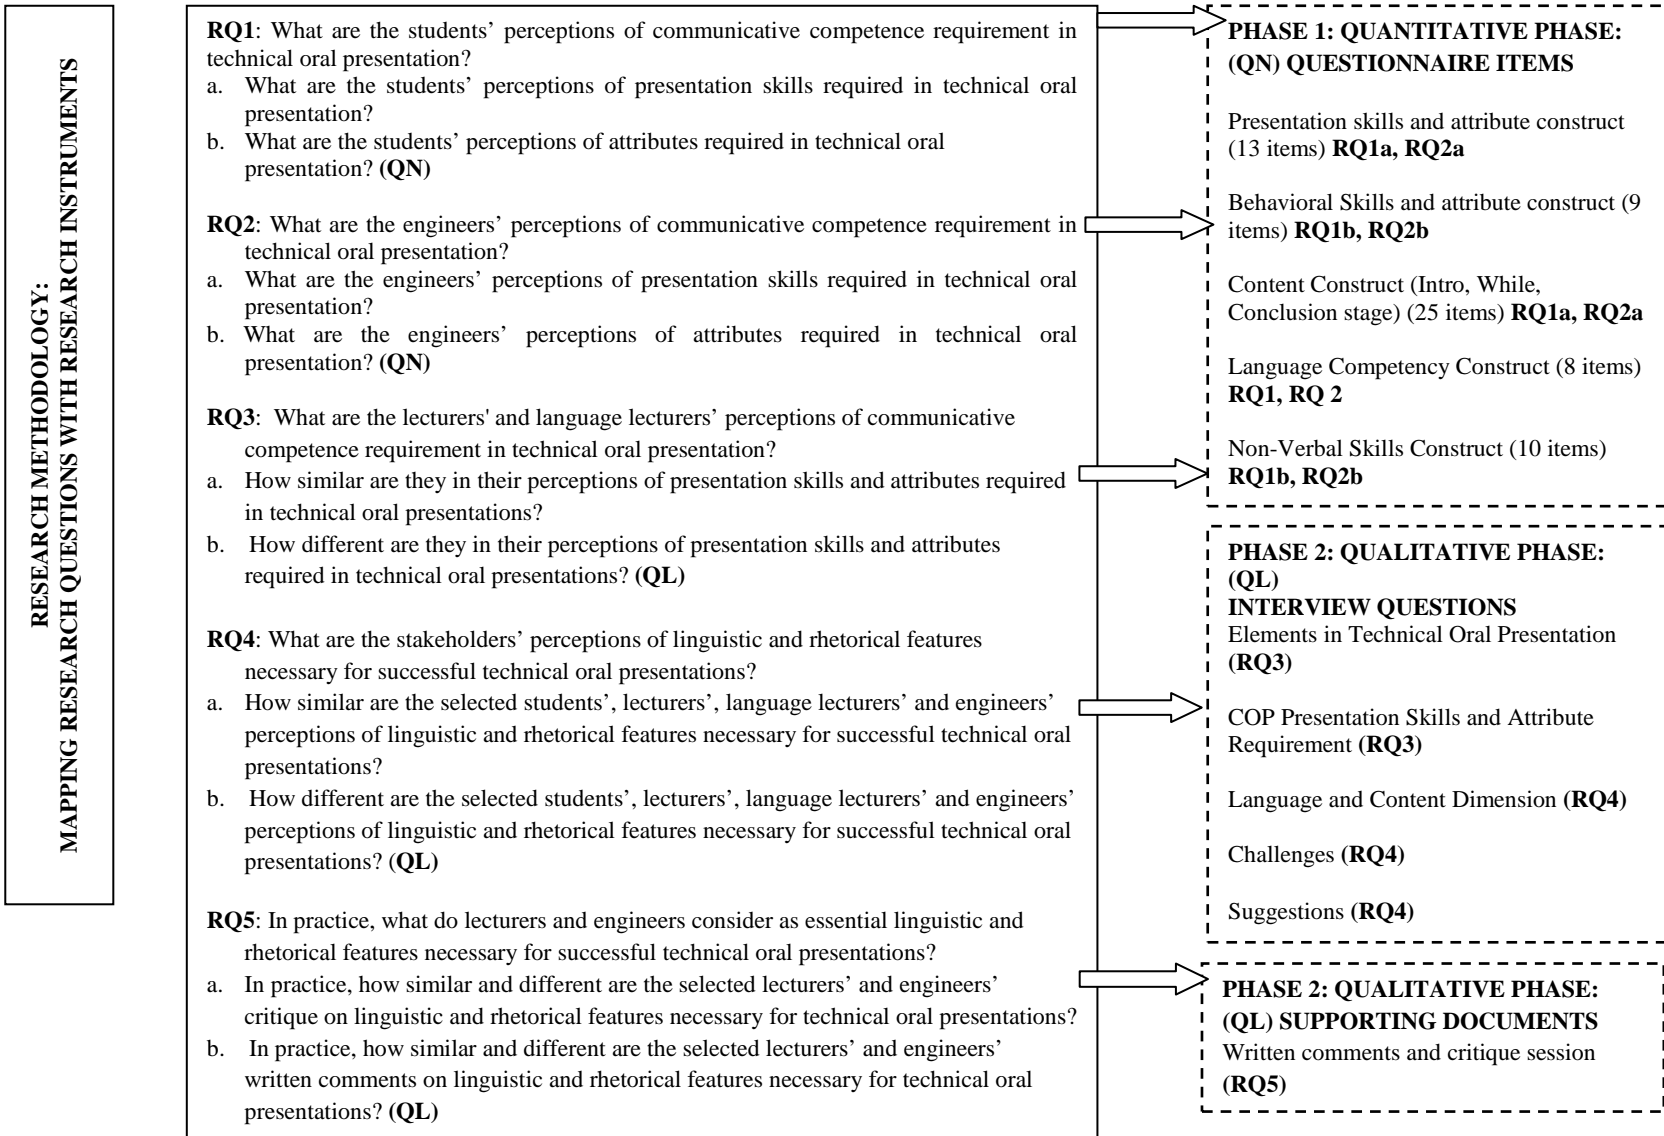 RESEARCH METHODOLOGY:
MAPPING RESEARCH QUESTIONS WITH RESEARCH INSTRUMENTS
RQ1: What are the students’ perceptions of communicative competence requirement in
technical oral presentation?
a. What are the students’ perceptions of presentation skills required in technical oral
presentation?
b. What are the students’ perceptions of attributes required in technical oral
presentation? (QN)
RQ2: What are the engineers’ perceptions of communicative competence requirement in
technical oral presentation?
a. What are the engineers’ perceptions of presentation skills required in technical oral
presentation?
b. What are the engineers’ perceptions of attributes required in technical oral
presentation? (QN)
RQ3: What are the lecturers' and language lecturers’ perceptions of communicative
competence requirement in technical oral presentation?
a. How similar are they in their perceptions of presentation skills and attributes required
in technical oral presentations?
b. How different are they in their perceptions of presentation skills and attributes
required in technical oral presentations? (QL)
RQ4: What are the stakeholders’ perceptions of linguistic and rhetorical features
necessary for successful technical oral presentations?
a. How similar are the selected students’, lecturers’, language lecturers’ and engineers’
perceptions of linguistic and rhetorical features necessary for successful technical oral
presentations?
b. How different are the selected students’, lecturers’, language lecturers’ and engineers’
perceptions of linguistic and rhetorical features necessary for successful technical oral
presentations? (QL)
RQ5: In practice, what do lecturers and engineers consider as essential linguistic and
rhetorical features necessary for successful technical oral presentations?
a. In practice, how similar and different are the selected lecturers’ and engineers’
critique on linguistic and rhetorical features necessary for technical oral presentations?
b. In practice, how similar and different are the selected lecturers’ and engineers’
written comments on linguistic and rhetorical features necessary for technical oral
presentations? (QL)
PHASE 1: QUANTITATIVE PHASE:
(QN) QUESTIONNAIRE ITEMS
Presentation skills and attribute construct
(13 items) RQ1a, RQ2a
Behavioral Skills and attribute construct (9
items) RQ1b, RQ2b
Content Construct (Intro, While,
Conclusion stage) (25 items) RQ1a, RQ2a
Language Competency Construct (8 items)
RQ1, RQ 2
Non-Verbal Skills Construct (10 items)
RQ1b, RQ2b
PHASE 2: QUALITATIVE PHASE:
(QL)
INTERVIEW QUESTIONS
Elements in Technical Oral Presentation
(RQ3)
COP Presentation Skills and Attribute
Requirement (RQ3)
Language and Content Dimension (RQ4)
Challenges (RQ4)
Suggestions (RQ4)
PHASE 2: QUALITATIVE PHASE:
(QL) SUPPORTING DOCUMENTS
Written comments and critique session
(RQ5)